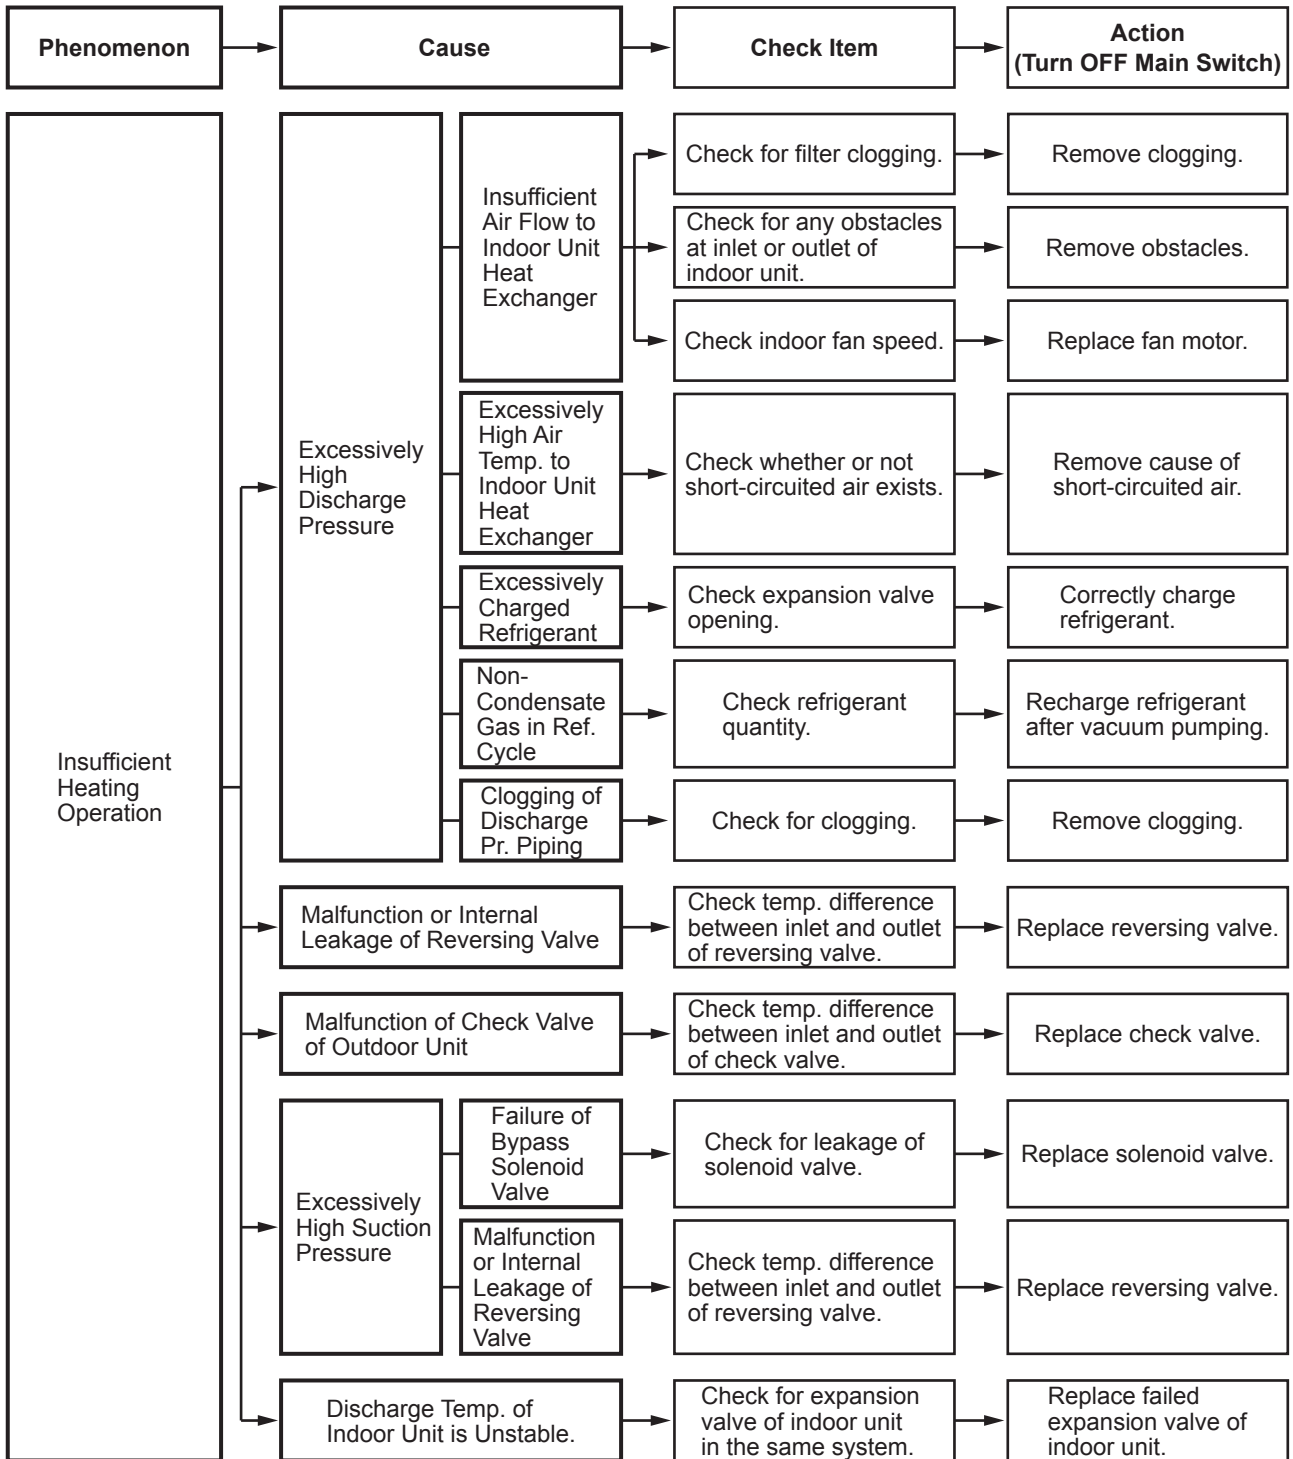 Phenomenon
Cause
Check Item
Action
(Turn OFF Main Switch)
Insufficient
Heating
Operation
Excessively
High
Discharge
Pressure
Insufficient
Air Flow to
Indoor Unit
Heat
Exchanger
Check for filter clogging.
Remove clogging.
Check for any obstacles
at inlet or outlet of
indoor unit.
Remove obstacles.
Check indoor fan speed.
Replace fan motor.
Excessively
High Air
Temp. to
Indoor Unit
Heat
Exchanger
Check whether or not
short-circuited air exists.
Remove cause of
short-circuited air.
Excessively
Charged
Refrigerant
Check expansion valve
opening.
Correctly charge
refrigerant.
Non-
Condensate
Gas in Ref.
Cycle
Check refrigerant
quantity.
Recharge refrigerant
after vacuum pumping.
Clogging of
Discharge
Pr. Piping
Check for clogging.
Remove clogging.
Malfunction or Internal
Leakage of Reversing Valve
Check temp. difference
between inlet and outlet
of reversing valve.
Replace reversing valve.
Malfunction of Check Valve
of Outdoor Unit
Check temp. difference
between inlet and outlet
of check valve.
Replace check valve.
Excessively
High Suction
Pressure
Failure of
Bypass
Solenoid
Valve
Check for leakage of
solenoid valve.
Replace solenoid valve.
Malfunction
or Internal
Leakage of
Reversing
Valve
Check temp. difference
between inlet and outlet
of reversing valve.
Replace reversing valve.
Discharge Temp. of
Indoor Unit is Unstable.
Check for expansion
valve of indoor unit
in the same system.
Replace failed
expansion valve of
indoor unit.